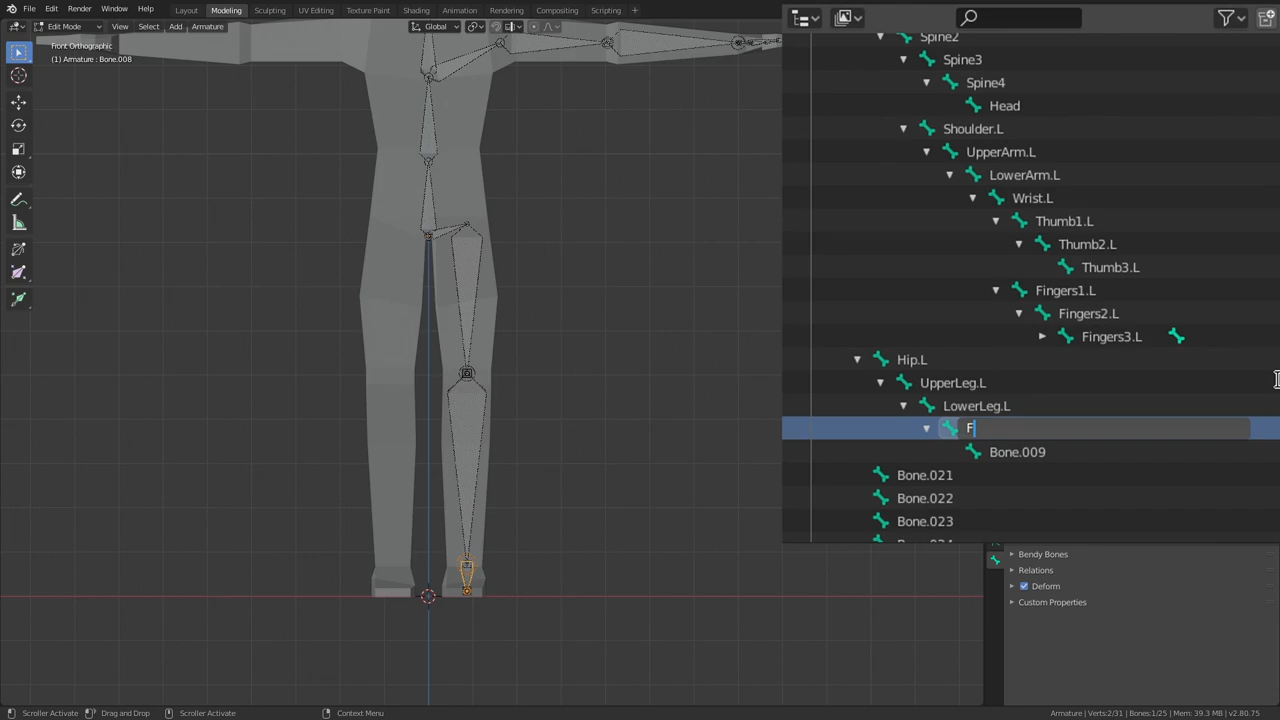 File Edit Render Window Help Layout Modeling Sculpting UV Editing Texture Paint Shading Animation Rendering Compositing Scripting +
Edit Mode View Select Add Armature Global
Front Orthographic
(1) Armature : Bone.008
Spine2
Spine3
Spine4
Head
Shoulder.L
UpperArm.L
LowerArm.L
Wrist.L
Thumb1.L
Thumb2.L
Thumb3.L
Fingers1.L
Fingers2.L
Fingers3.L
Hip.L
UpperLeg.L
LowerLeg.L
F
Bone.009
Bone.021
Bone.022
Bone.023
Bendy Bones
Relations
Deform
Custom Properties
Scroller Activate Drag and Drop Scroller Activate Context Menu Armature | Verts:2/31 | Bones:1/25 | Mem: 39.3 MB | v2.80.75